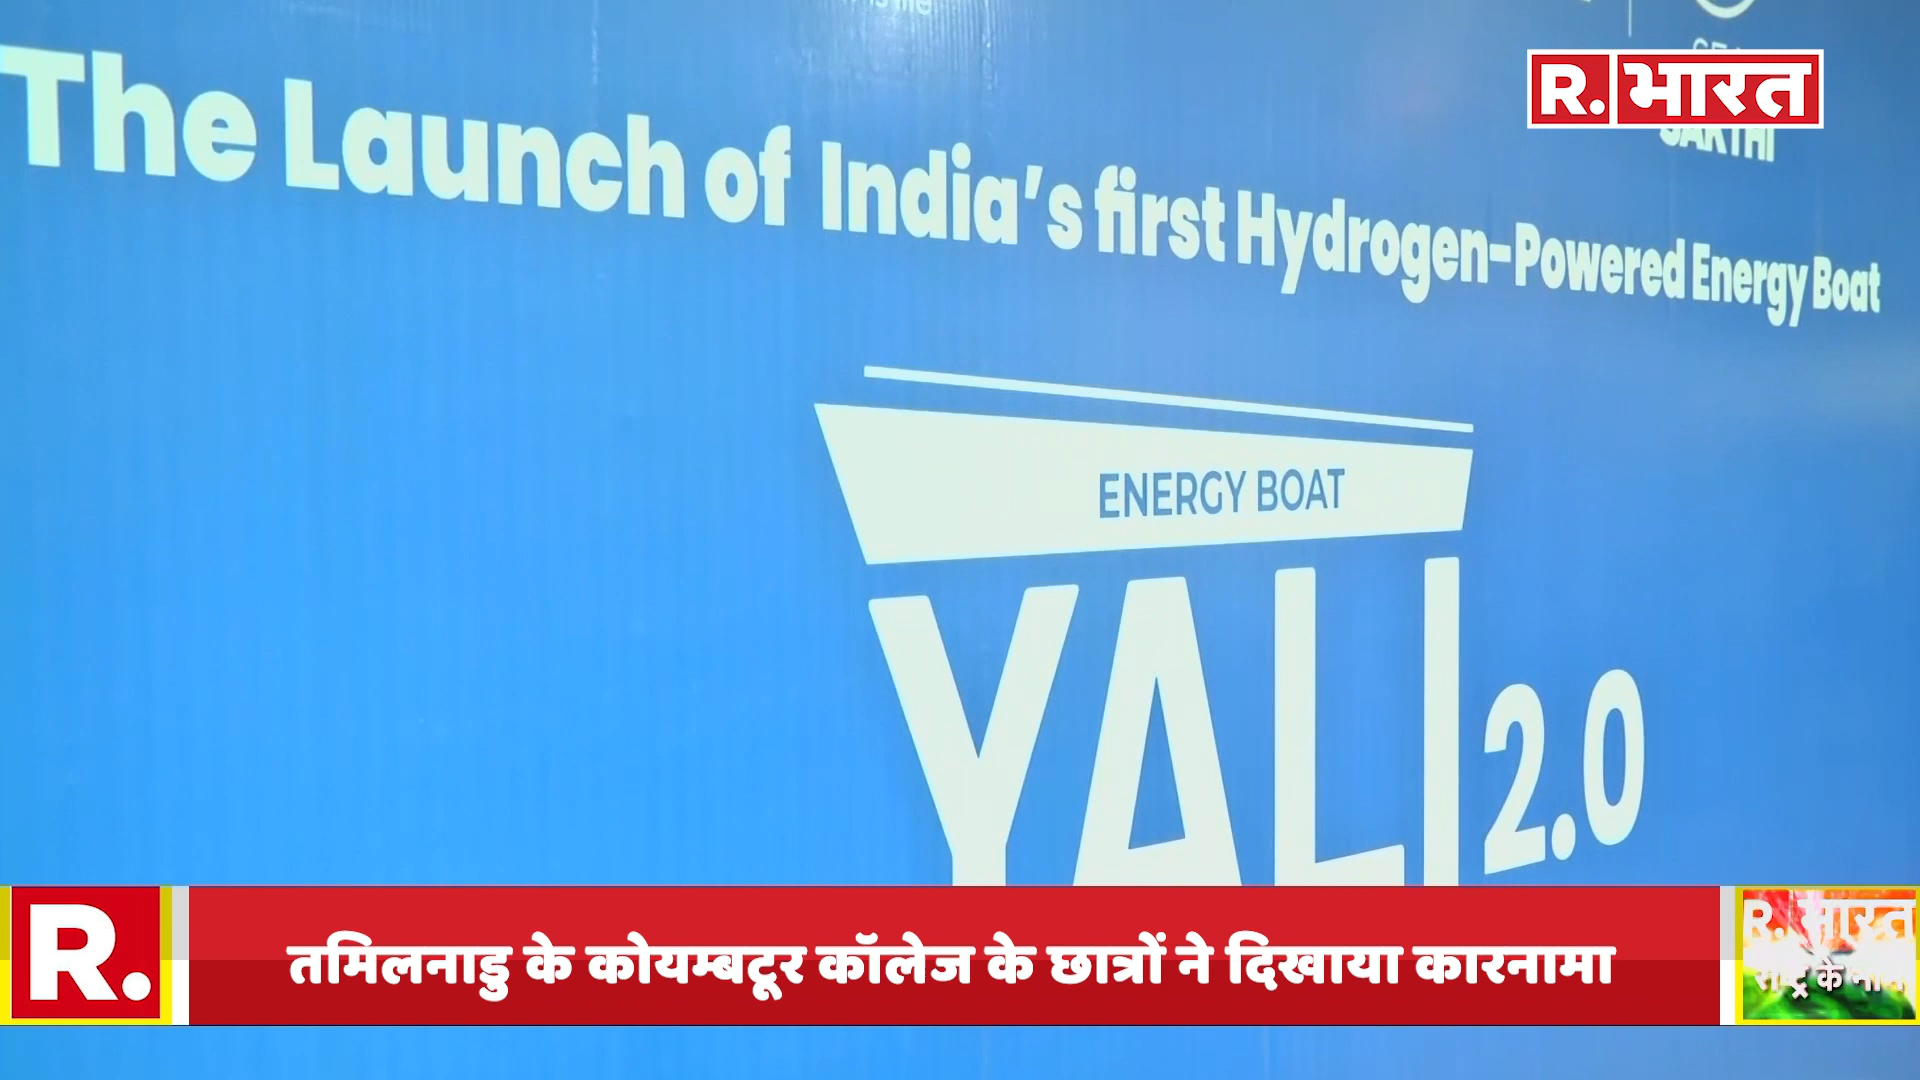 R. भारत
The Launch of India's first Hydrogen-Powered Energy Boat
ENERGY BOAT
YALI 2.0
R. तमिलनाडु के कोयम्बटूर कॉलेज के छात्रों ने दिखाया कारनामा
R. भारत
राष्ट्र के नाम